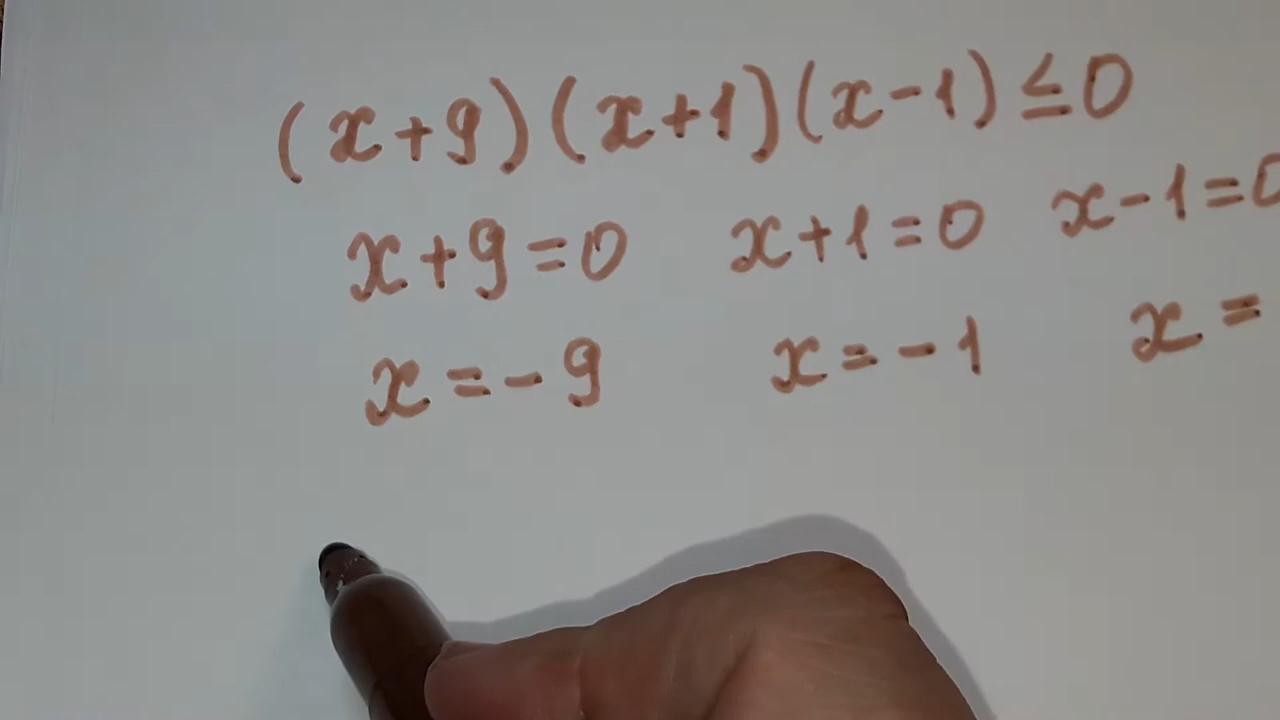 (x+9)(x+1)(x-1)≤0
x+9=0 x+1=0 x-1=0
x=-9 x=-1 x=